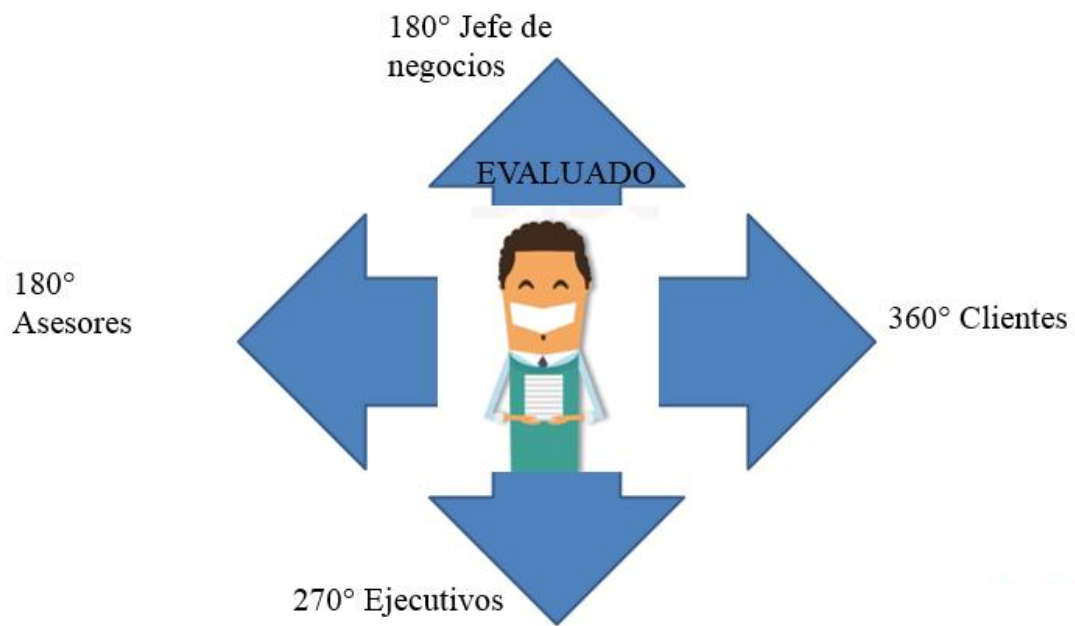 180° Jefe de
negocios
EVALUADO
180°
Asesores
360° Clientes
270° Ejecutivos